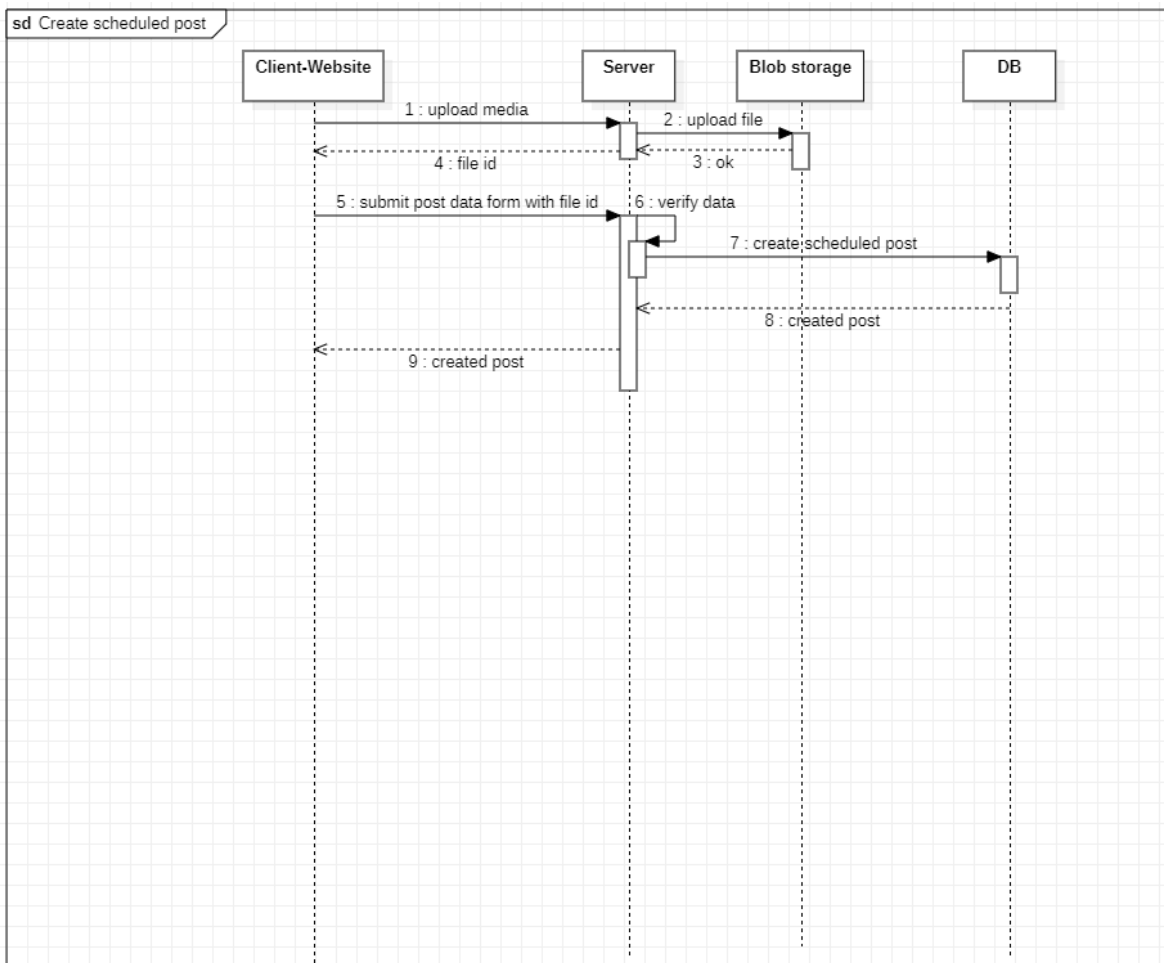 sd Create scheduled post
Client-Website
Server
Blob storage
DB
1 : upload media
2 : upload file
3 : ok
4 : file id
5 : submit post data form with file id
6 : verify data
7 : create scheduled post
8 : created post
9 : created post